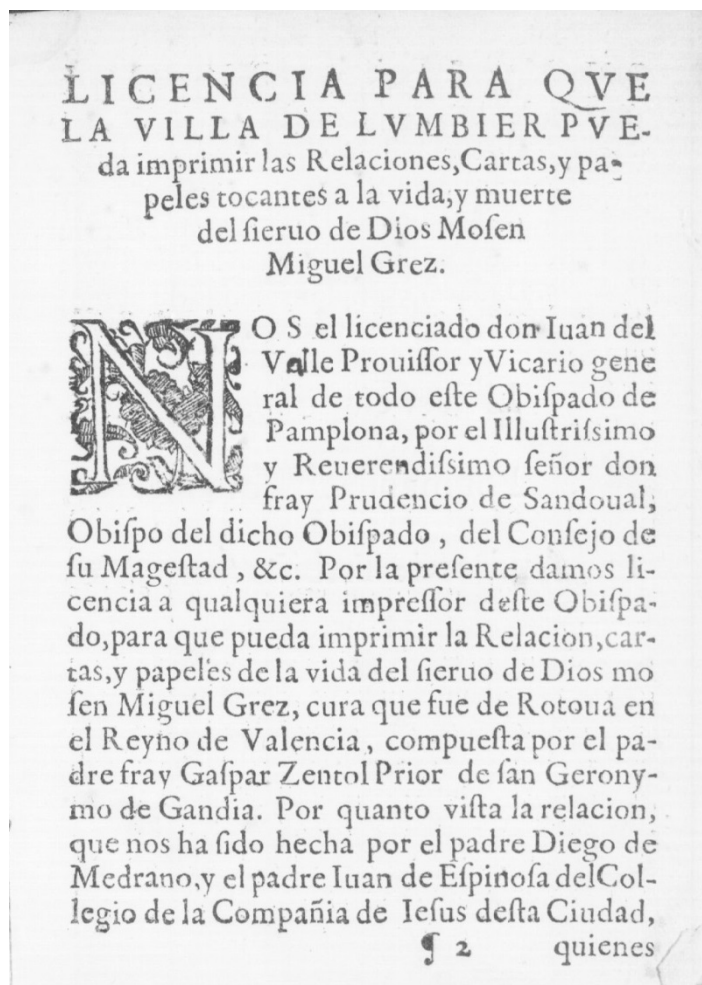 LICENCIA PARA QVE
LA VILLA DE LVMBIER PVE-
da imprimir las Relaciones,Cartas,y pa-
peles tocantes a la vida,y muerte
del ſieruo de Dios Moſen
Miguel Grez.
NOS el licenciado don Iuan del
Valle Prouiſſor y Vicario gene
ral de todo eſte Obiſpado de
Pamplona, por el Illuſtriſsimo
y Reuerendiſsimo ſeñor don
fray Prudencio de Sandoual,
Obiſpo del dicho Obiſpado , del Conſejo de
ſu Mageſtad , &c. Por la preſente damos li-
cencia a qualquiera impreſſor deſte Obiſpa-
do,para que pueda imprimir la Relacion,car-
tas,y papeles de la vida del ſieruo de Dios mo
ſen Miguel Grez, cura que fue de Rotoua en
el Reyno de Valencia, compueſta por el pa-
dre fray Gaſpar Zentol Prior de ſan Gerony-
mo de Gandia. Por quanto viſta la relacion,
que nos ha ſido hecha por el padre Diego de
Medrano,y el padre Iuan de Eſpinoſa del Col-
legio de la Compañia de Ieſus deſta Ciudad,
¶ 2 quienes